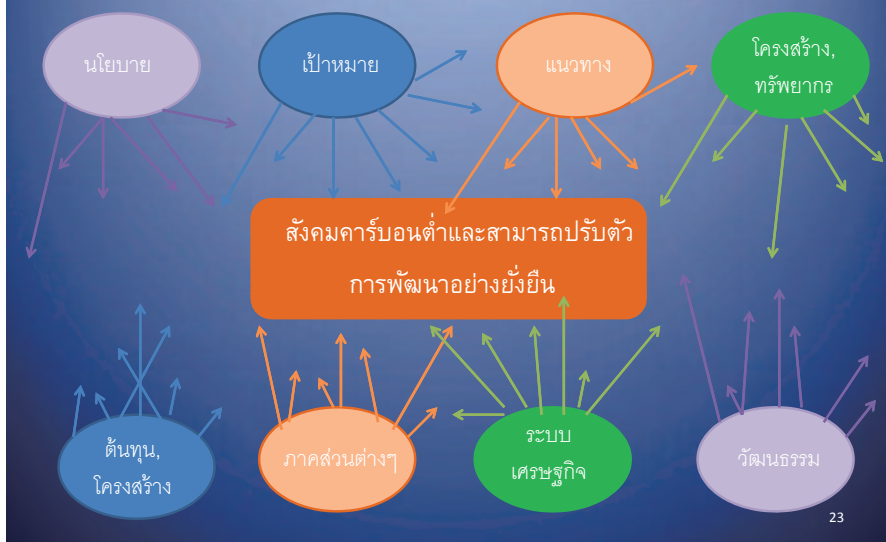 นโยบาย
เป้าหมาย
แนวทาง
โครงสร้าง,
ทรัพยากร
สังคมคาร์บอนต่ำและสามารถปรับตัว
การพัฒนาอย่างยั่งยืน
ต้นทุน,
โครงสร้าง
ภาคส่วนต่างๆ
ระบบ
เศรษฐกิจ
วัฒนธรรม
23